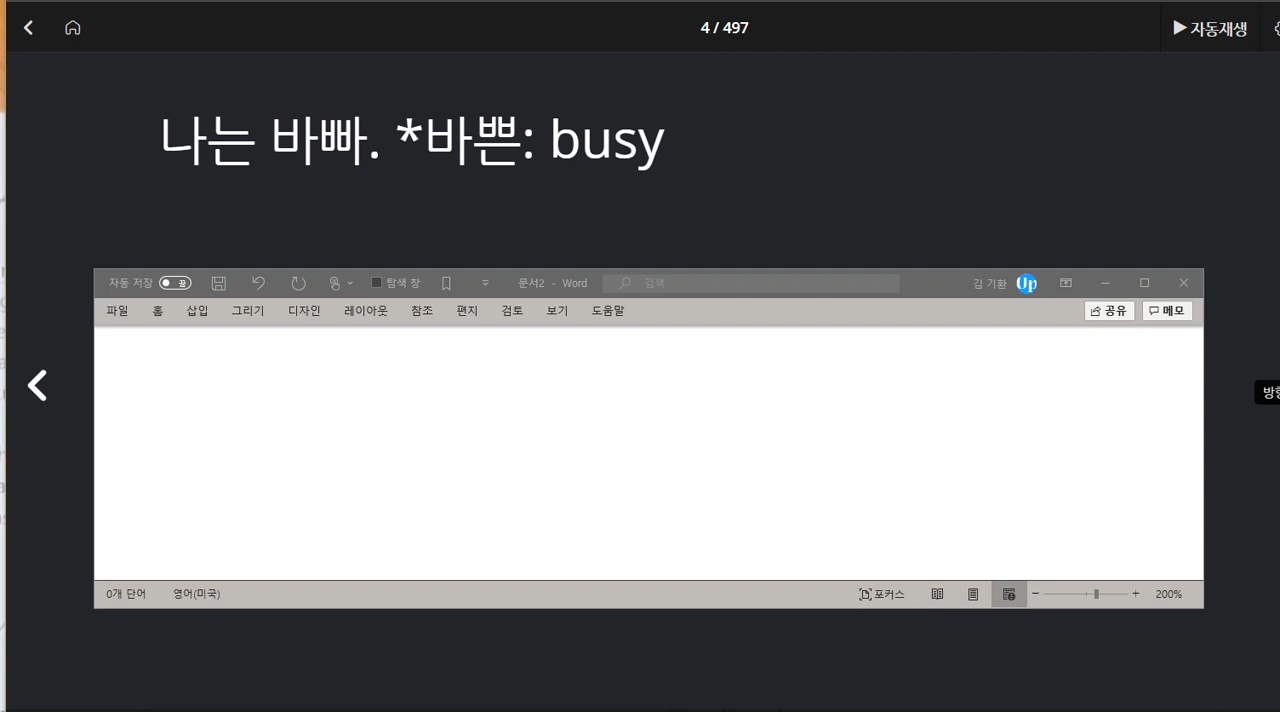 4 / 497
▶ 자동재생
나는 바빠. *바쁜: busy
자동 저장 끔 탐색 창 문서2 - Word 검색 김 기환 Up
파일 홈 삽입 그리기 디자인 레이아웃 참조 편지 검토 보기 도움말 공유 메모
0개 단어 영어(미국) 포커스 200%